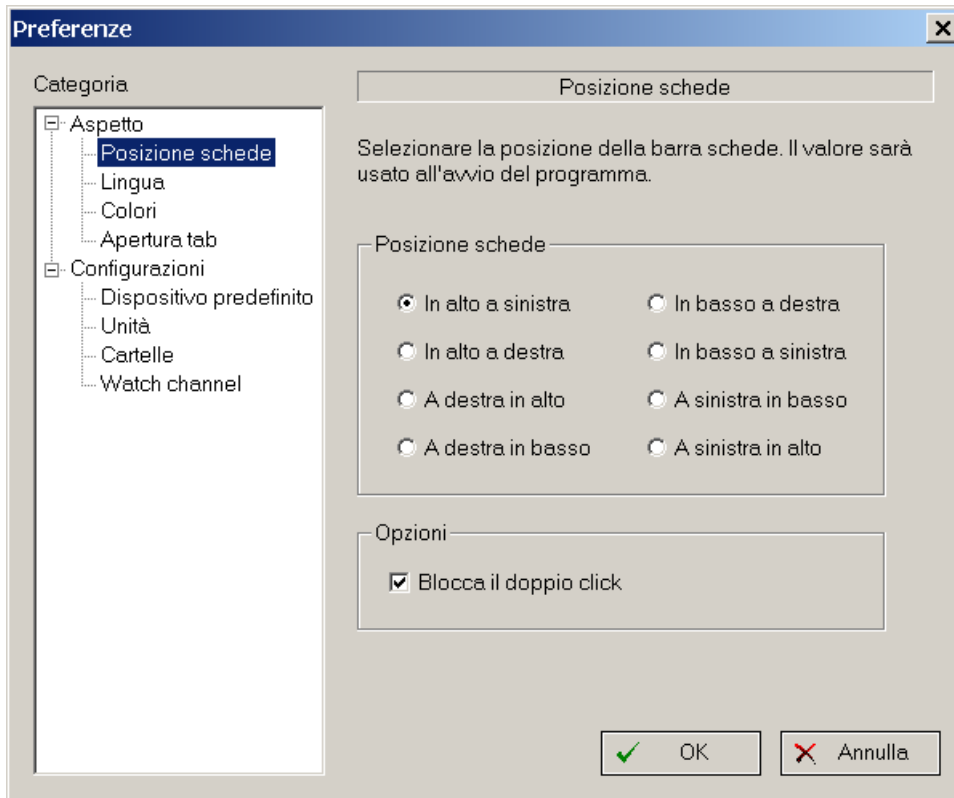 Preferenze
Categoria
Aspetto
Posizione schede
Lingua
Colori
Apertura tab
Configurazioni
Dispositivo predefinito
Unità
Cartelle
Watch channel
Posizione schede
Selezionare la posizione della barra schede. Il valore sarà
usato all'avvio del programma.
Posizione schede
In alto a sinistra
In basso a destra
In alto a destra
In basso a sinistra
A destra in alto
A sinistra in basso
A destra in basso
A sinistra in alto
Opzioni
Blocca il doppio click
OK
Annulla